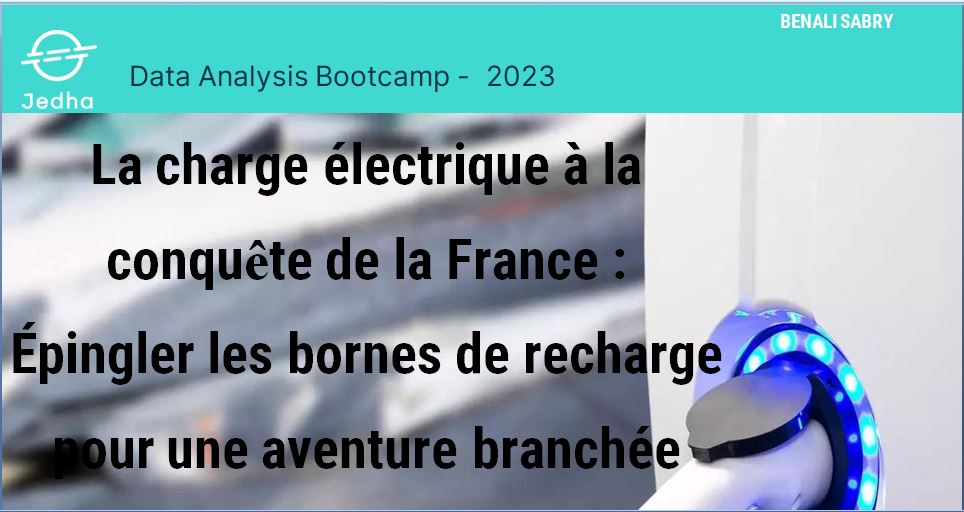 BENALI SABRY
Jedha
Data Analysis Bootcamp - 2023
La charge électrique à la
conquête de la France :
Épingler les bornes de recharge
pour une aventure branchée